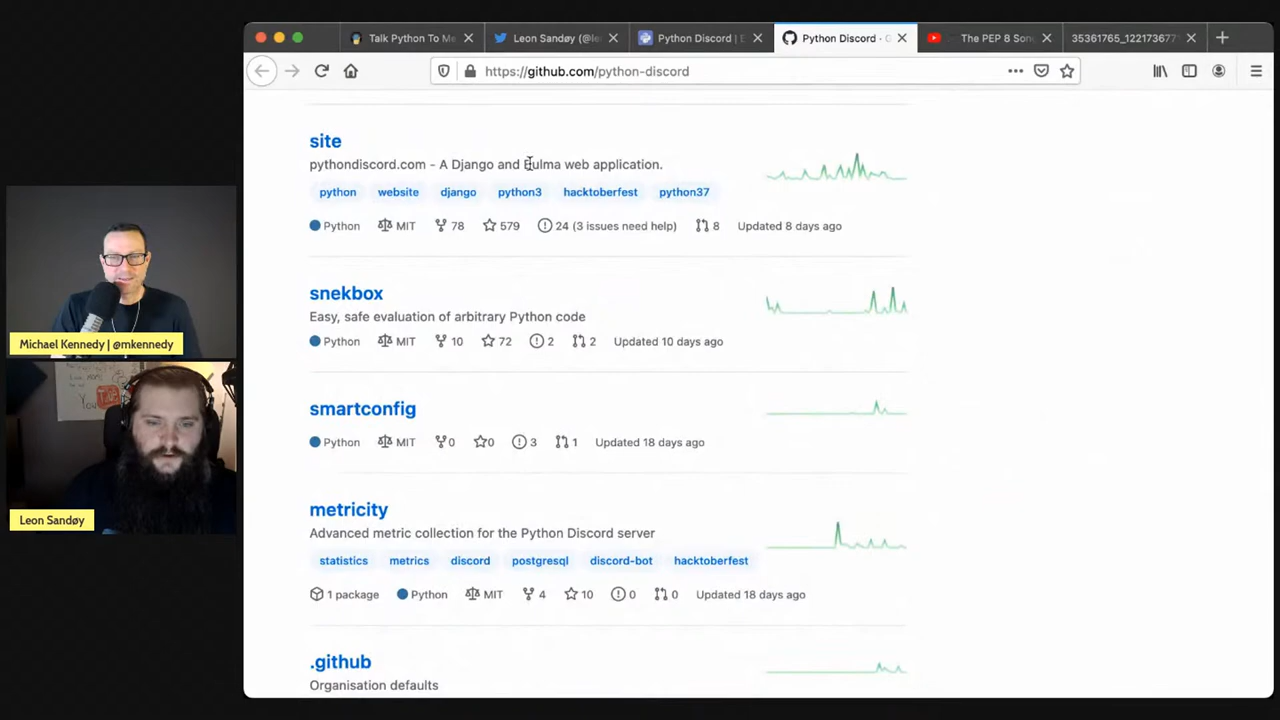 Talk Python To Me
Leon Sandøy (@le
Python Discord |
Python Discord · G
The PEP 8 Song
35361765_1221736771
https://github.com/python-discord
site
pythondiscord.com – A Django and Bulma web application.
python website django python3 hacktoberfest python37
Python MIT 78 579 24 (3 issues need help) 8 Updated 8 days ago
snekbox
Easy, safe evaluation of arbitrary Python code
Python MIT 10 72 2 2 Updated 10 days ago
smartconfig
Python MIT 0 0 3 1 Updated 18 days ago
metricity
Advanced metric collection for the Python Discord server
statistics metrics discord postgresql discord-bot hacktoberfest
1 package Python MIT 4 10 0 0 Updated 18 days ago
.github
Organisation defaults
Michael Kennedy | @mkennedy
Leon Sandøy